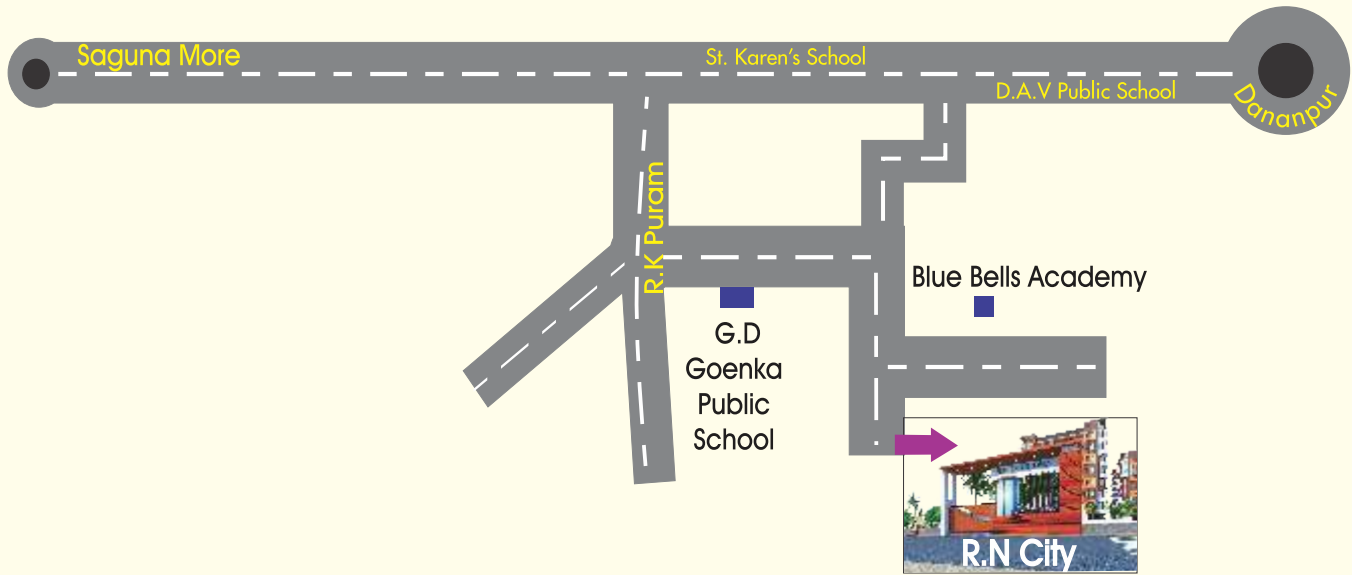 Saguna More
St. Karen's School
D.A.V Public School
Dananpur
R.K Puram
Blue Bells Academy
G.D
Goenka
Public
School
R.N City